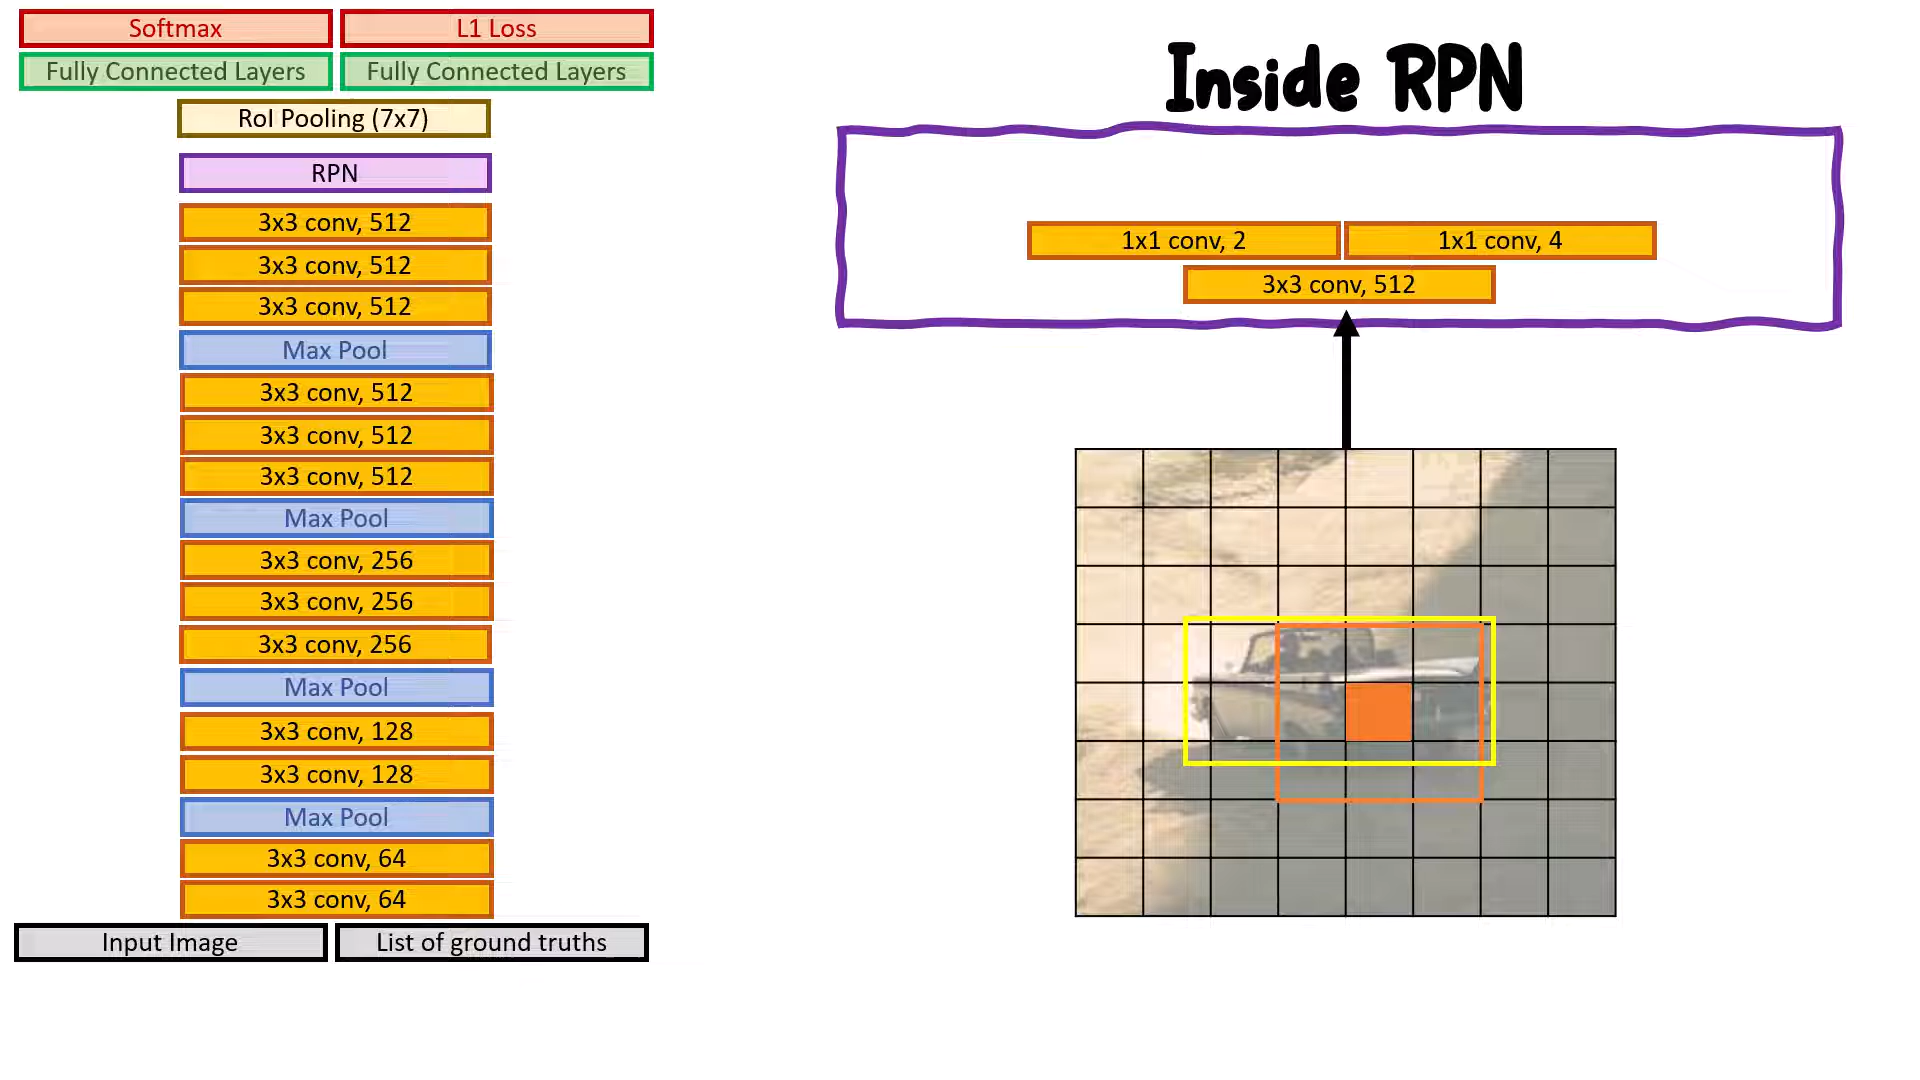 Softmax
L1 Loss
Fully Connected Layers
Fully Connected Layers
RoI Pooling (7x7)
RPN
3x3 conv, 512
3x3 conv, 512
3x3 conv, 512
Max Pool
3x3 conv, 512
3x3 conv, 512
3x3 conv, 512
Max Pool
3x3 conv, 256
3x3 conv, 256
3x3 conv, 256
Max Pool
3x3 conv, 128
3x3 conv, 128
Max Pool
3x3 conv, 64
3x3 conv, 64
Input Image
List of ground truths
Inside RPN
1x1 conv, 2
1x1 conv, 4
3x3 conv, 512